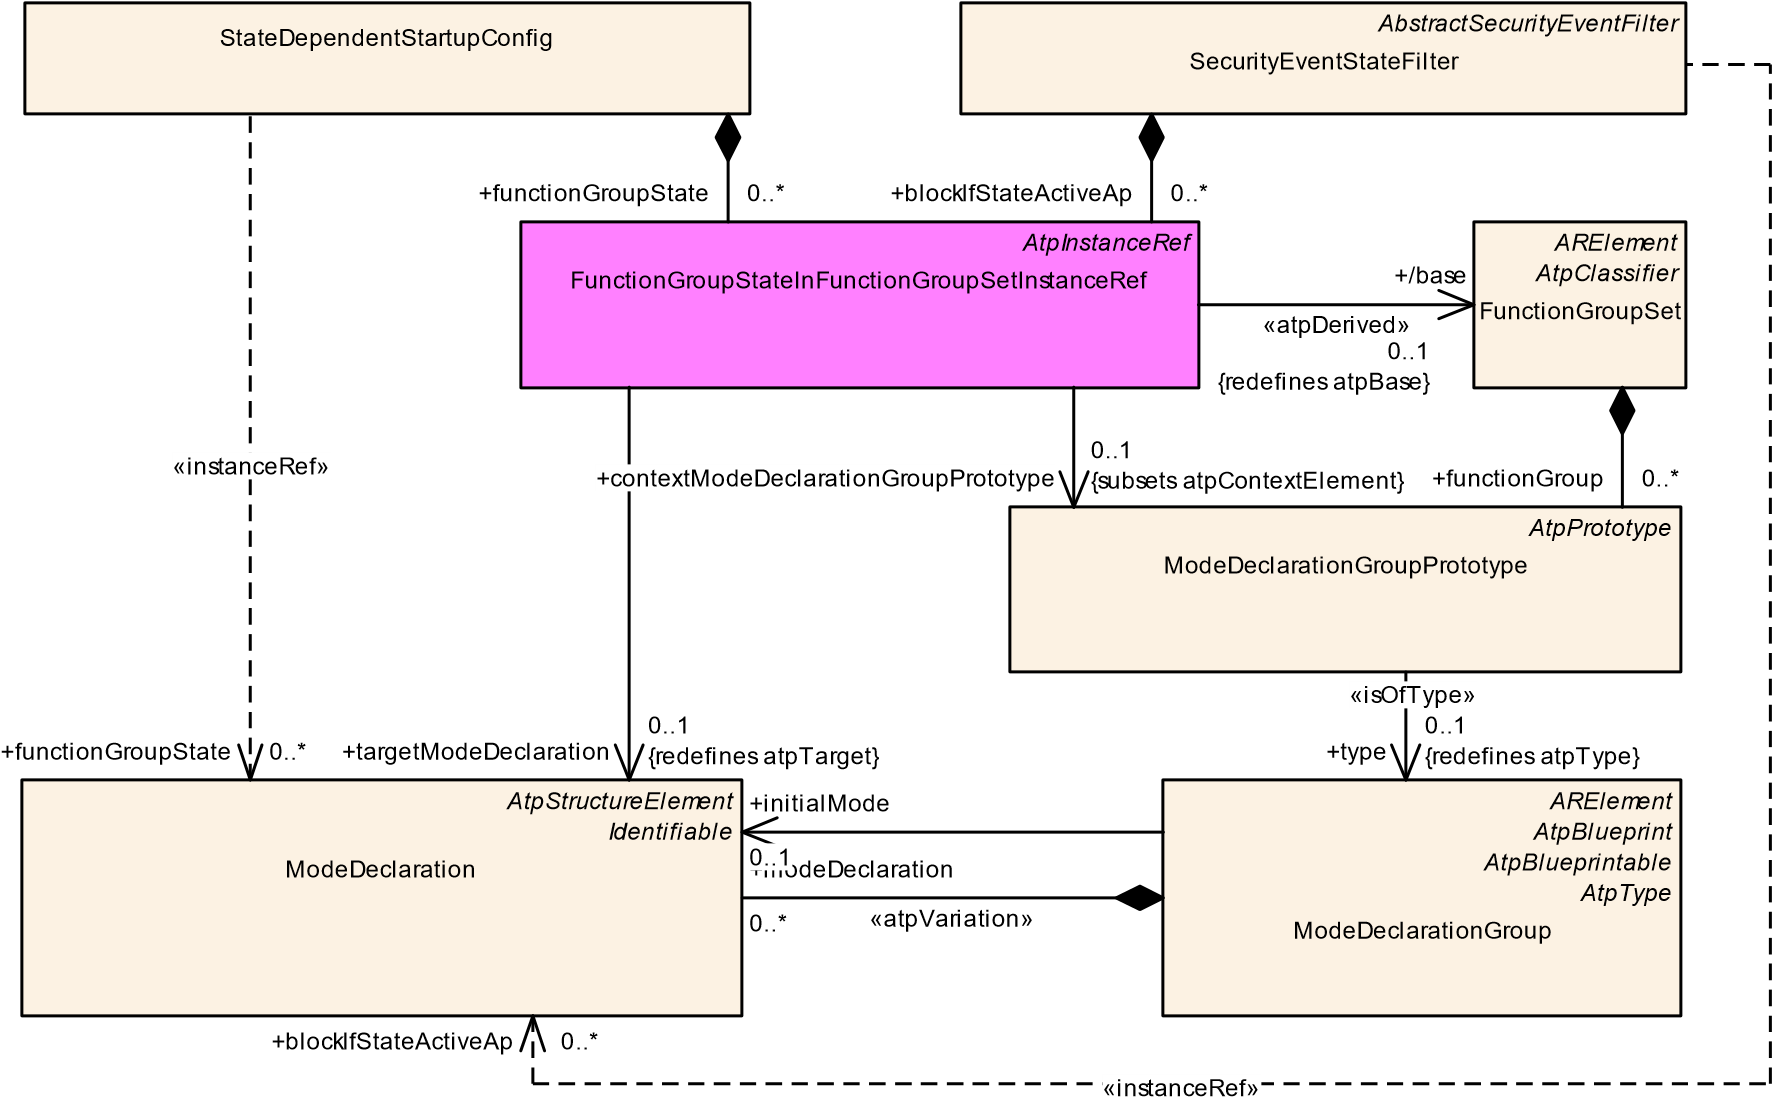 StateDependentStartupConfig
AbstractSecurityEventFilter
SecurityEventStateFilter
+functionGroupState 0..*
+blockIfStateActiveAp 0..*
AtpInstanceRef
FunctionGroupStateInFunctionGroupSetInstanceRef
ARElement
AtpClassifier
FunctionGroupSet
+/base
«atpDerived»
0..1
{redefines atpBase}
«instanceRef»
+contextModeDeclarationGroupPrototype
0..1
{subsets atpContextElement}
+functionGroup 0..*
AtpPrototype
ModeDeclarationGroupPrototype
«isOfType»
+type
0..1
{redefines atpType}
+functionGroupState 0..*
+targetModeDeclaration
0..1
{redefines atpTarget}
AtpStructureElement
Identifiable
ModeDeclaration
+initialMode
0..1
+modeDeclaration
0..*
«atpVariation»
ARElement
AtpBlueprint
AtpBlueprintable
AtpType
ModeDeclarationGroup
+blockIfStateActiveAp 0..*
«instanceRef»